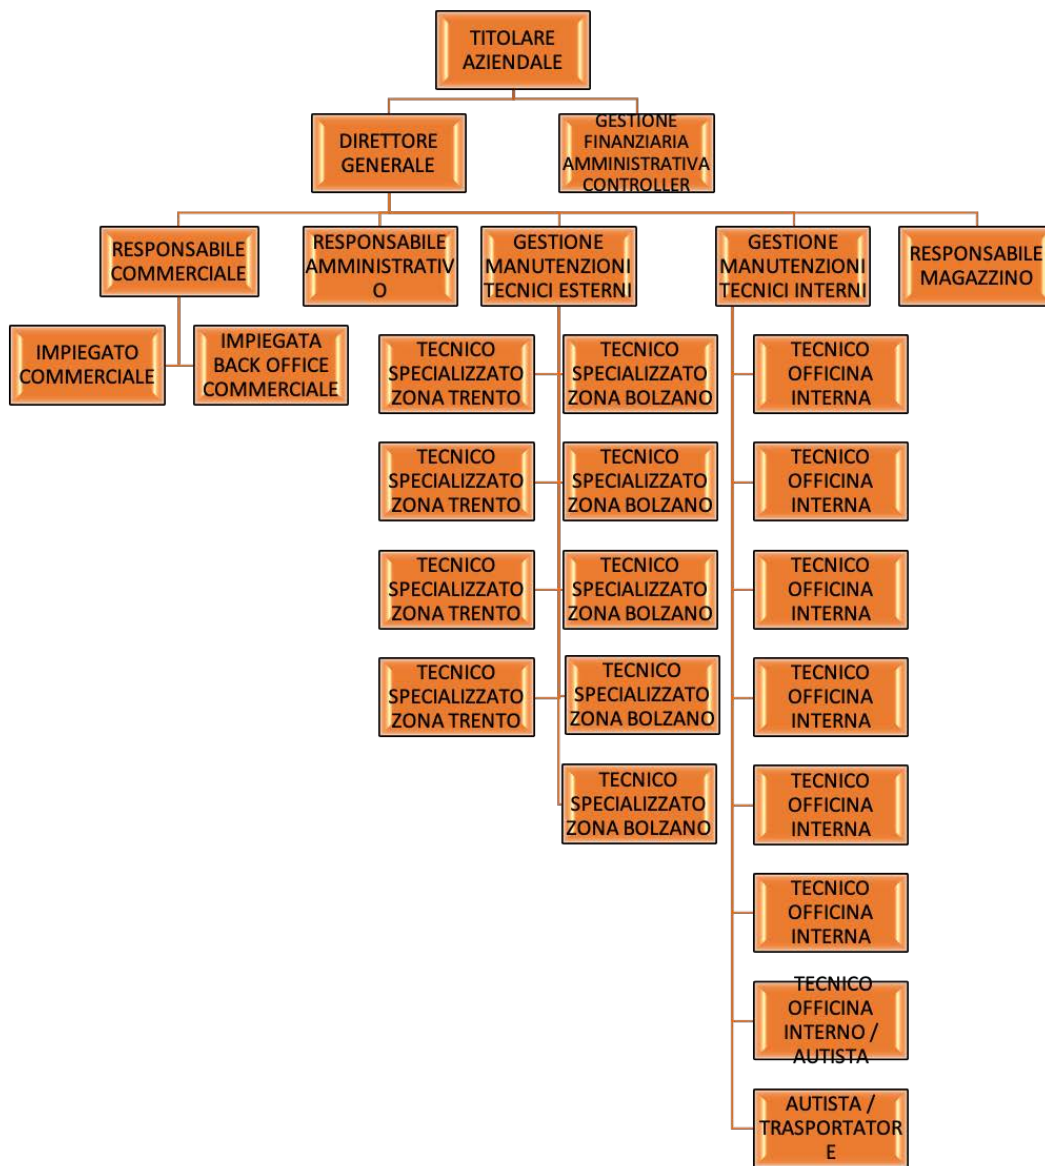 TITOLARE
AZIENDALE
DIRETTORE
GENERALE
GESTIONE
FINANZIARIA
AMMINISTRATIVA
CONTROLLER
RESPONSABILE
COMMERCIALE
RESPONSABILE
AMMINISTRATIV
O
GESTIONE
MANUTENZIONI
TECNICI ESTERNI
GESTIONE
MANUTENZIONI
TECNICI INTERNI
RESPONSABILE
MAGAZZINO
IMPIEGATO
COMMERCIALE
IMPIEGATA
BACK OFFICE
COMMERCIALE
TECNICO
SPECIALIZZATO
ZONA TRENTO
TECNICO
SPECIALIZZATO
ZONA BOLZANO
TECNICO
OFFICINA
INTERNA
TECNICO
SPECIALIZZATO
ZONA TRENTO
TECNICO
SPECIALIZZATO
ZONA BOLZANO
TECNICO
OFFICINA
INTERNA
TECNICO
SPECIALIZZATO
ZONA TRENTO
TECNICO
SPECIALIZZATO
ZONA BOLZANO
TECNICO
OFFICINA
INTERNA
TECNICO
SPECIALIZZATO
ZONA TRENTO
TECNICO
SPECIALIZZATO
ZONA BOLZANO
TECNICO
OFFICINA
INTERNA
TECNICO
SPECIALIZZATO
ZONA BOLZANO
TECNICO
OFFICINA
INTERNA
TECNICO
OFFICINA
INTERNA
TECNICO
OFFICINA
INTERNO /
AUTISTA
AUTISTA /
TRASPORTATOR
E